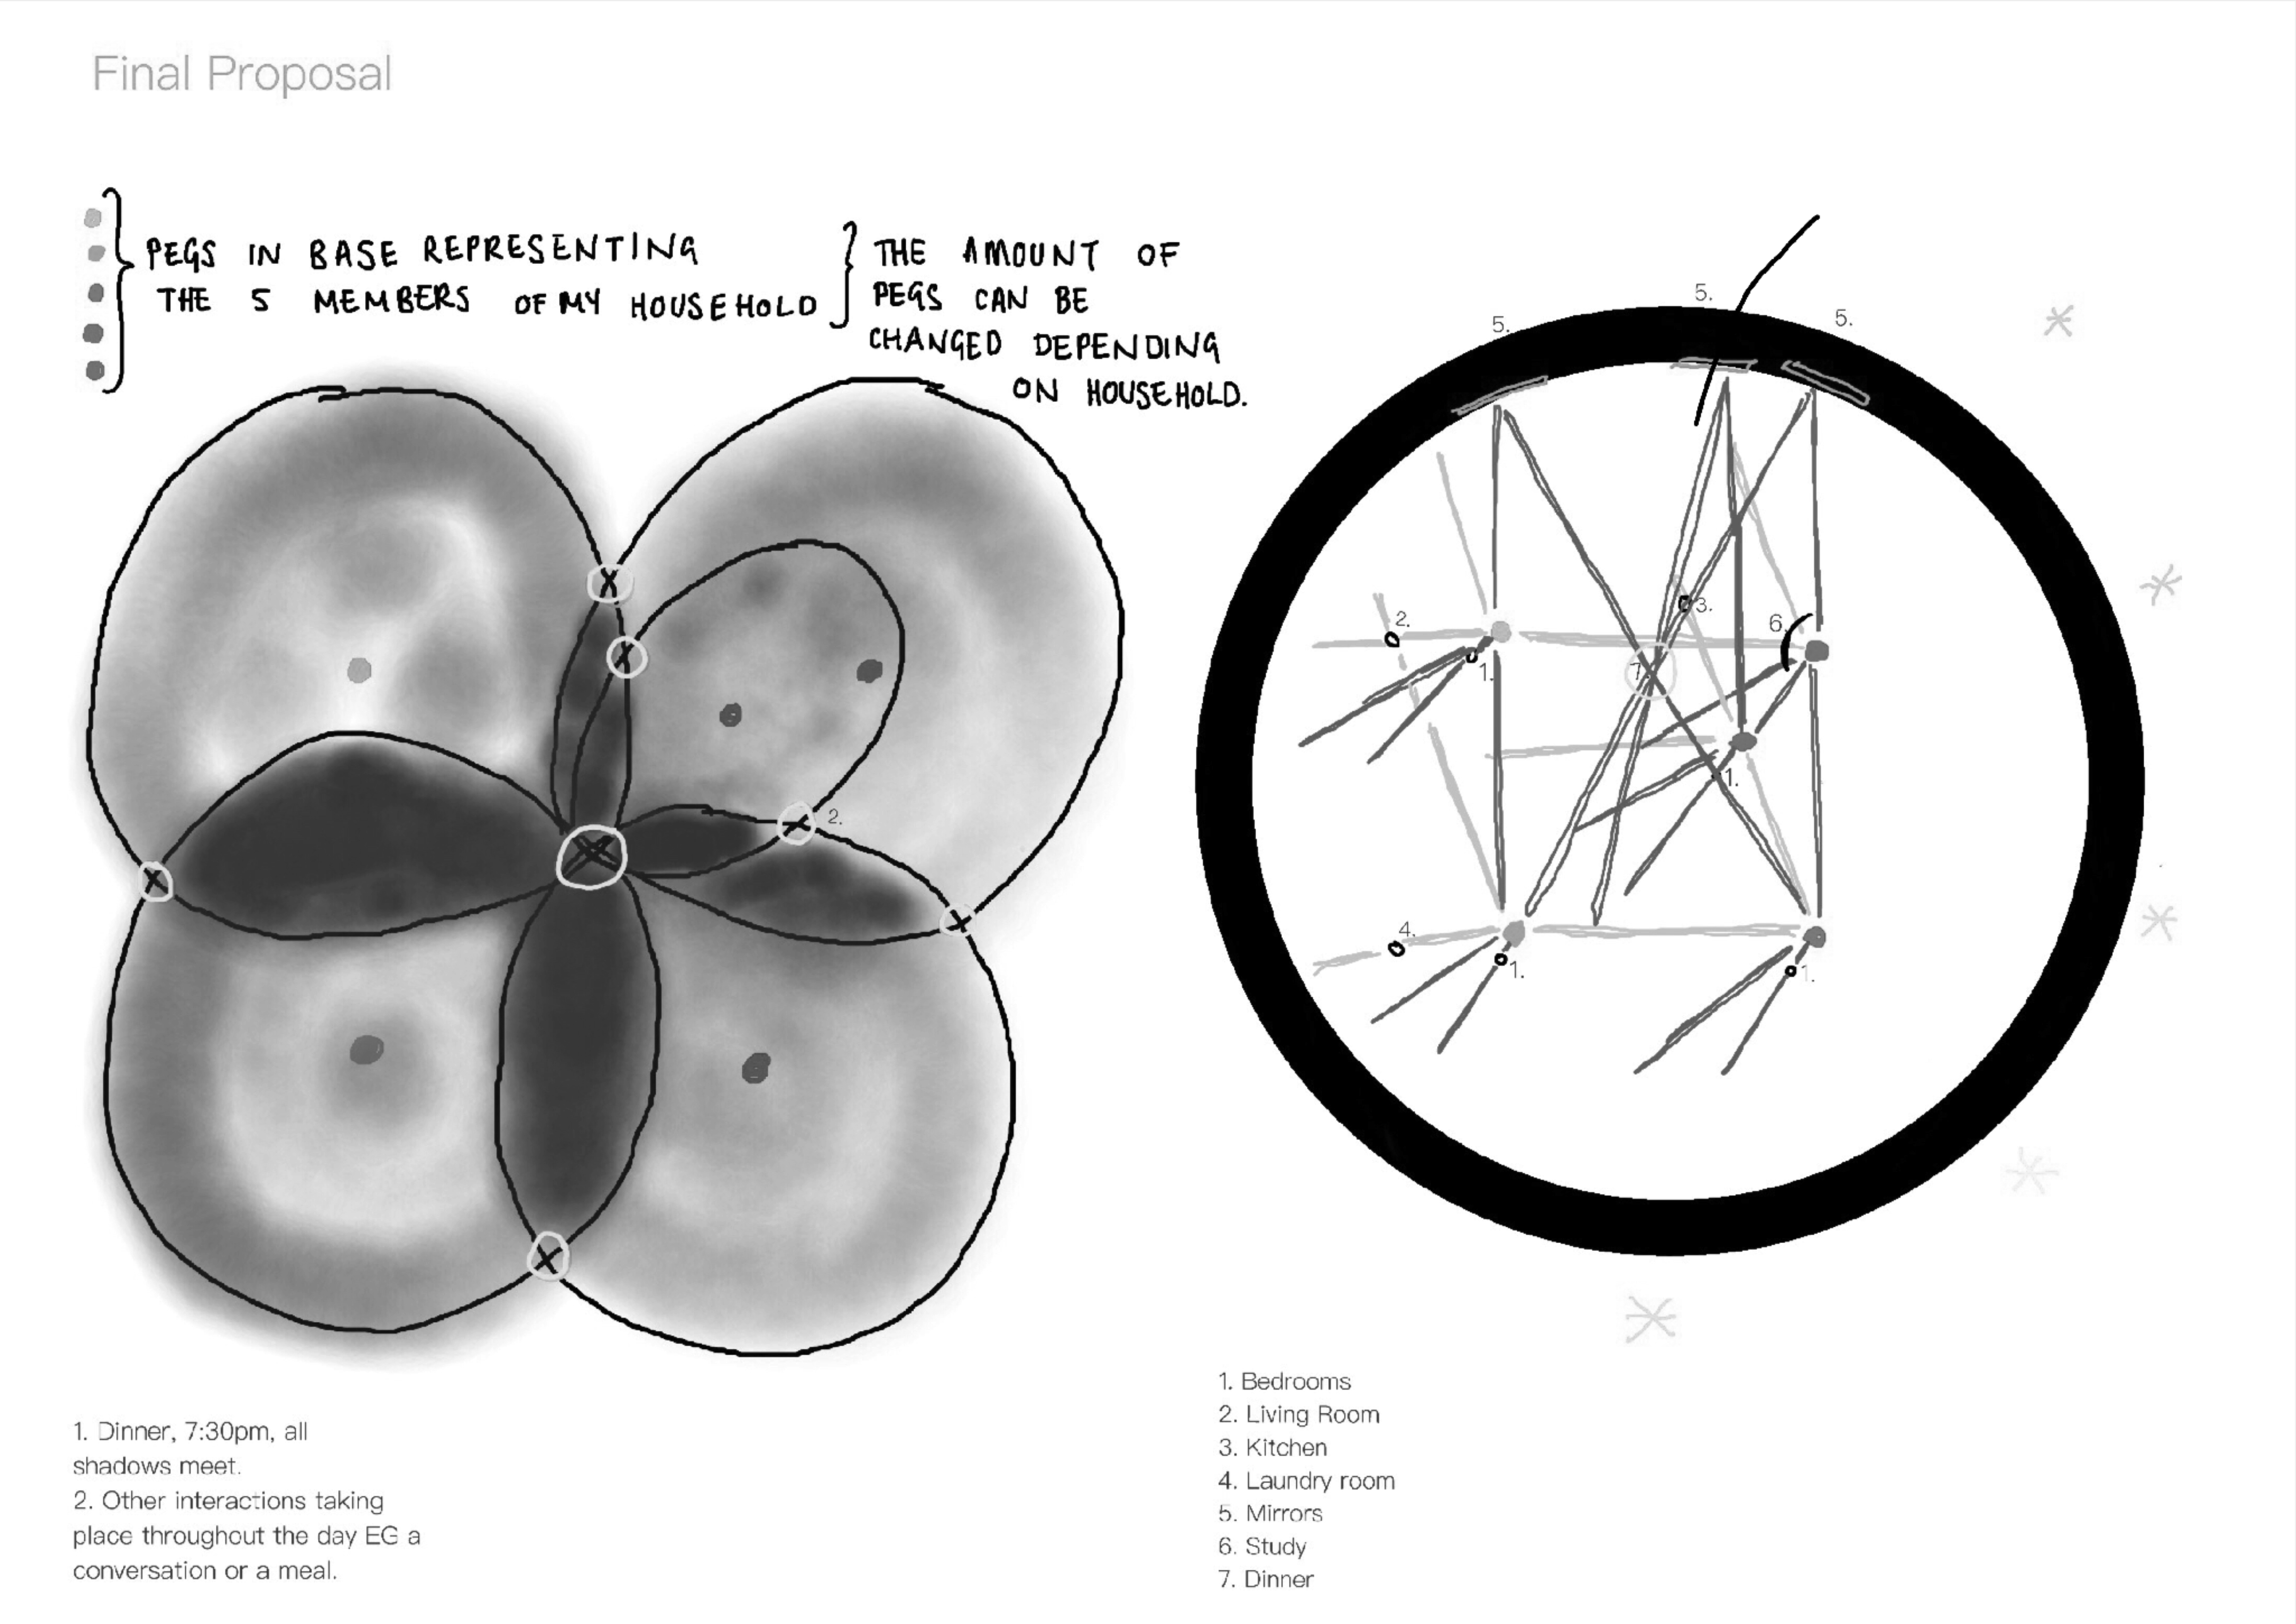 Final Proposal
PEGS IN BASE REPRESENTING
THE 5 MEMBERS OF MY HOUSEHOLD
THE AMOUNT OF
PEGS CAN BE
CHANGED DEPENDING
ON HOUSEHOLD.
2.
5.
5.
5.
2.
3.
6.
7.
1.
1.
4.
1.
1.
1. Dinner, 7:30pm, all
shadows meet.
2. Other interactions taking
place throughout the day EG a
conversation or a meal.
1. Bedrooms
2. Living Room
3. Kitchen
4. Laundry room
5. Mirrors
6. Study
7. Dinner